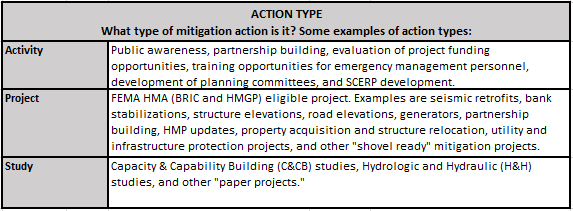 ACTION TYPE
What type of mitigation action is it? Some examples of action types:
Activity
Public awareness, partnership building, evaluation of project funding
opportunities, training opportunities for emergency management personnel,
development of planning committees, and SCERP development.
Project
FEMA HMA (BRIC and HMGP) eligible project. Examples are seismic retrofits, bank
stabilizations, structure elevations, road elevations, generators, partnership
building, HMP updates, property acquisition and structure relocation, utility and
infrastructure protection projects, and other "shovel ready" mitigation projects.
Study
Capacity & Capability Building (C&CB) studies, Hydrologic and Hydraulic (H&H)
studies, and other "paper projects."